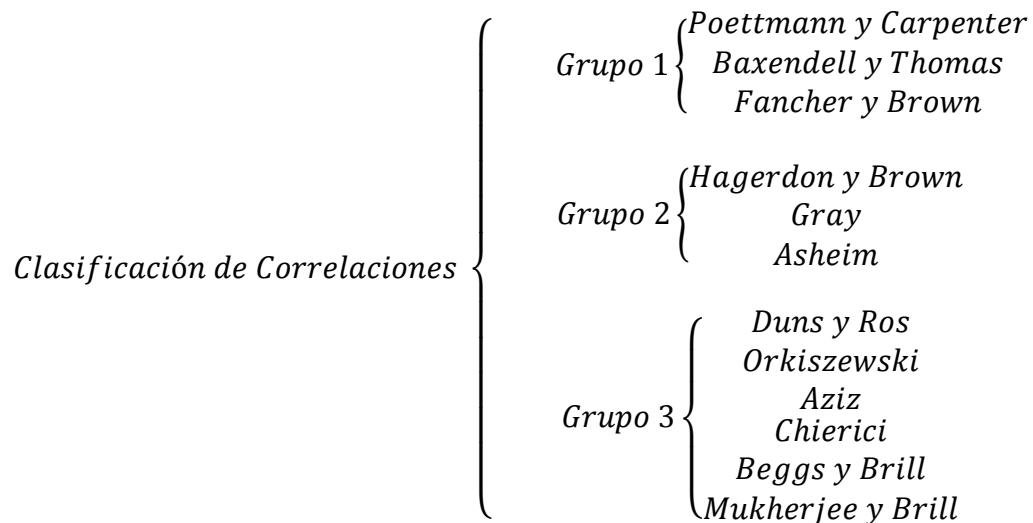 Poettmann y Carpenter
Grupo 1 Baxendell y Thomas
Fancher y Brown
Hagerdon y Brown
Grupo 2 Gray
Asheim
Clasificación de Correlaciones
Duns y Ros
Orkiszewski
Aziz
Grupo 3
Chierici
Beggs y Brill
Mukherjee y Brill